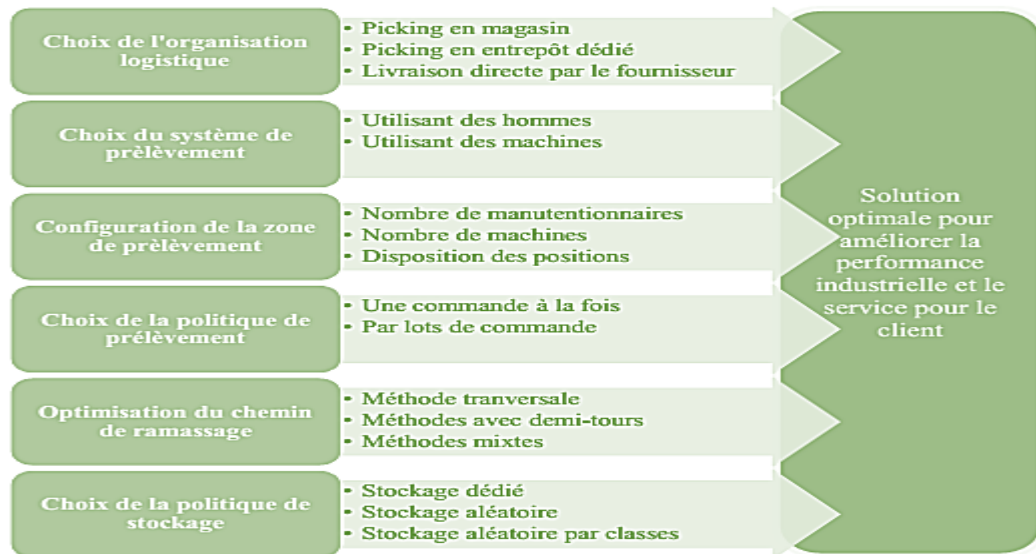 Choix de l'organisation
logistique
• Picking en magasin
• Picking en entrepôt dédié
• Livraison directe par le fournisseur
Choix du système de
prèlèvement
• Utilisant des hommes
• Utilisant des machines
Configuration de la zone
de prèlèvement
• Nombre de manutentionnaires
• Nombre de machines
• Disposition des positions
Choix de la politique de
prélèvement
• Une commande à la fois
• Par lots de commande
Optimisation du chemin
de ramassage
• Méthode tranversale
• Méthodes avec demi-tours
• Méthodes mixtes
Choix de la politique de
stockage
• Stockage dédié
• Stockage aléatoire
• Stockage aléatoire par classes
Solution
optimale pour
améliorer la
performance
industrielle et le
service pour le
client